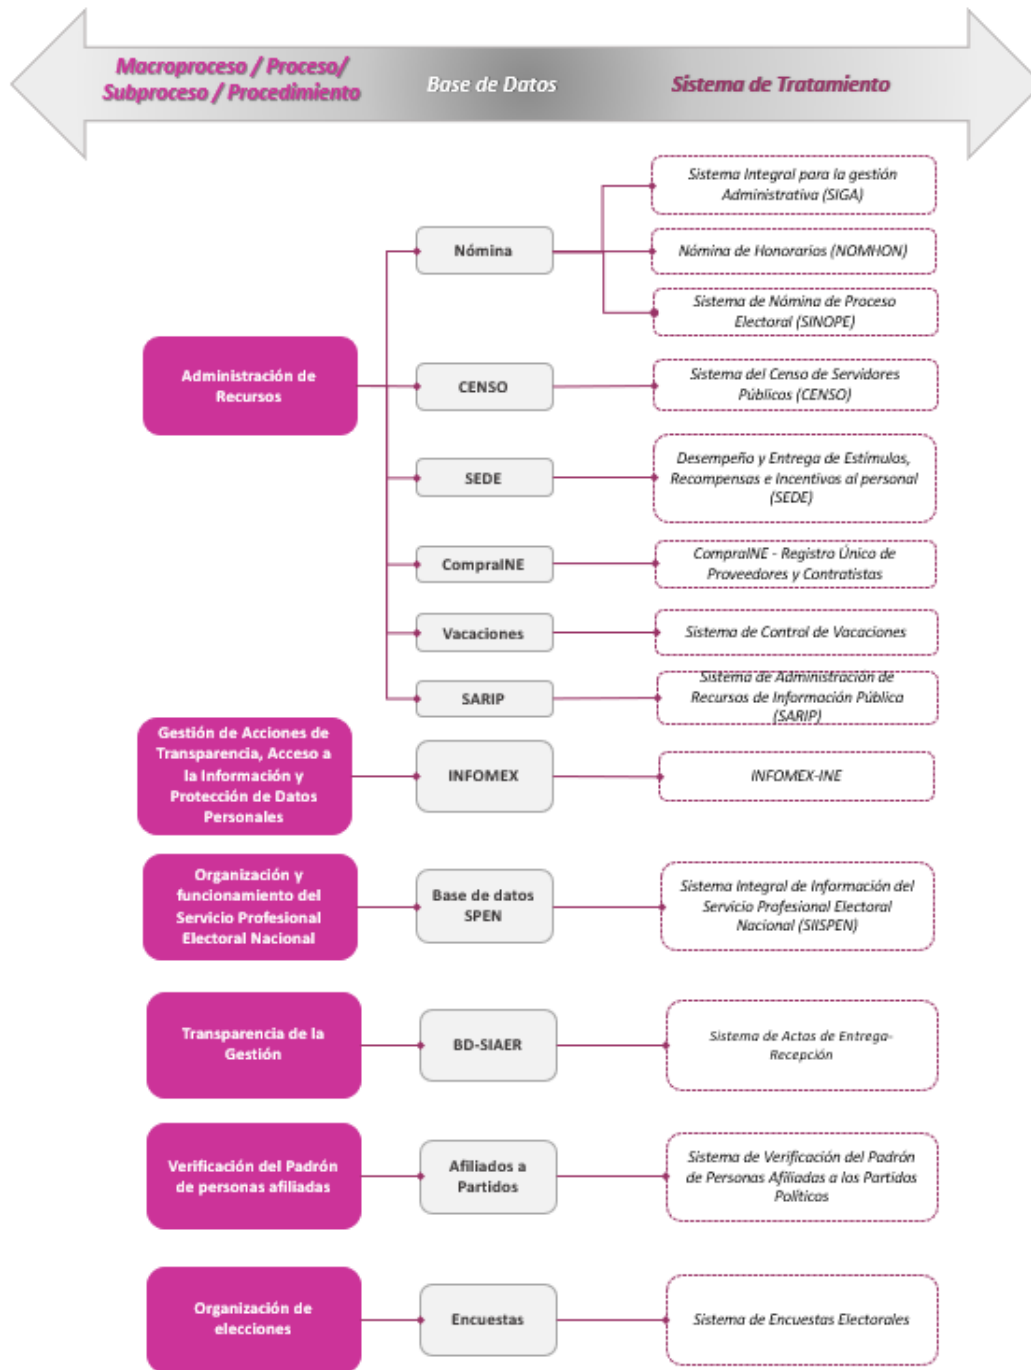 Macroproceso / Proceso/
Subproceso / Procedimiento
Base de Datos
Sistema de Tratamiento
Administración de
Recursos
Nómina
Sistema Integral para la gestión
Administrativa (SIGA)
Nómina de Honorarios (NOMHON)
Sistema de Nómina de Proceso
Electoral (SINOPE)
CENSO
Sistema del Censo de Servidores
Públicos (CENSO)
SEDE
Desempeño y Entrega de Estímulos,
Recompensas e Incentivos al personal
(SEDE)
CompraINE
CompraINE - Registro Único de
Proveedores y Contratistas
Vacaciones
Sistema de Control de Vacaciones
SARIP
Sistema de Administración de
Recursos de Información Pública
(SARIP)
Gestión de Acciones de
Transparencia, Acceso a
la Información y
Protección de Datos
Personales
INFOMEX
INFOMEX-INE
Organización y
funcionamiento del
Servicio Profesional
Electoral Nacional
Base de datos
SPEN
Sistema Integral de Información del
Servicio Profesional Electoral
Nacional (SIISPEN)
Transparencia de la
Gestión
BD-SIAER
Sistema de Actas de Entrega-
Recepción
Verificación del Padrón
de personas afiliadas
Afiliados a
Partidos
Sistema de Verificación del Padrón
de Personas Afiliadas a los Partidos
Políticos
Organización de
elecciones
Encuestas
Sistema de Encuestas Electorales